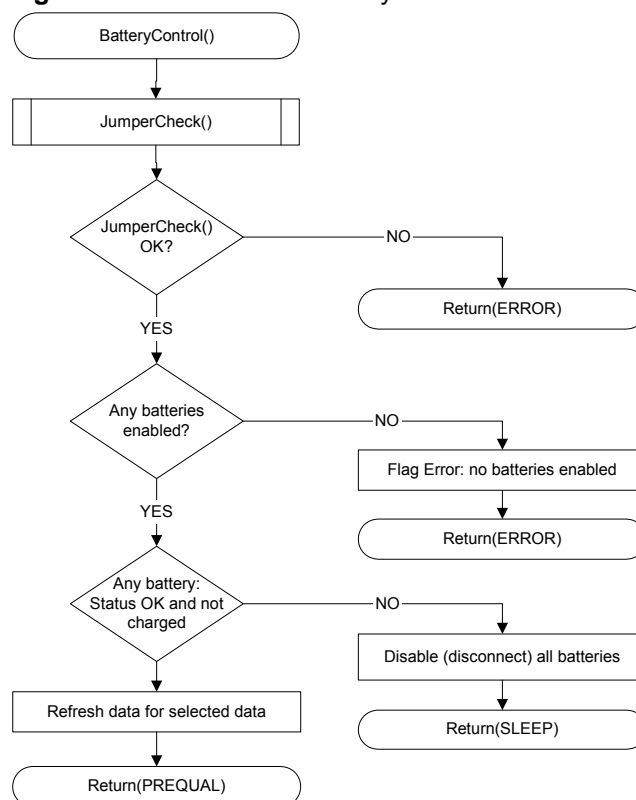 BatteryControl()
JumperCheck()
JumperCheck()
OK?
NO
Return(ERROR)
YES
Any batteries
enabled?
NO
Flag Error: no batteries enabled
Return(ERROR)
YES
Any battery:
Status OK and not
charged
NO
Disable (disconnect) all batteries
Return(SLEEP)
Refresh data for selected data
Return(PREQUAL)